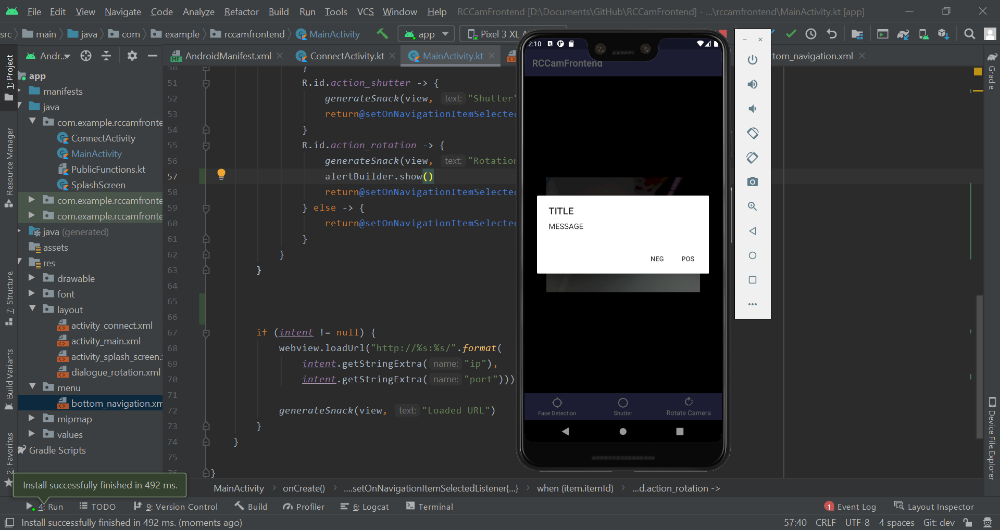 File Edit View Navigate Code Analyze Refactor Build Run Tools VCS Window Help RCCamFrontend [D:\Documents\GitHub\RCCamFrontend] - ...\rccamfrontend\MainActivity.kt [app]
src main java com example rccamfrontend MainActivity app Pixel 3 XL
Andr... AndroidManifest.xml ConnectActivity.kt MainActivity.kt tom_navigation.xml
1: Project
Resource Manager
7: Structure
Build Variants
2: Favorites
app
manifests
java
com.example.rccamfronte
ConnectActivity
MainActivity
PublicFunctions.kt
SplashScreen
com.example.rccamfronte
com.example.rccamfronte
java (generated)
assets
res
drawable
font
layout
activity_connect.xml
activity_main.xml
activity_splash_screen.
dialogue_rotation.xml
menu
bottom_navigation.xm
mipmap
values
Gradle Scripts
50 }
51 R.id.action_shutter -> {
52 generateSnack(view, text: "Shutter"
53 return@setOnNavigationItemSelected
54 }
55 R.id.action_rotation -> {
56 generateSnack(view, text: "Rotation
57 alertBuilder.show()
58 return@setOnNavigationItemSelected
59 } else -> {
60 return@setOnNavigationItemSelected
61 }
62 }
63 }
64
65
66
67 if (intent != null) {
68 webview.loadUrl("http://%s:%s/".format(
69 intent.getStringExtra( name: "ip"),
70 intent.getStringExtra( name: "port")))
71
72 generateSnack(view, text: "Loaded URL")
73 }
74 }
75
76 }
2:10
RCCamFrontend
TITLE
MESSAGE
NEG POS
Face Detection Shutter Rotate Camera
Gradle
Device File Explorer
Install successfully finished in 492 ms.
MainActivity onCreate() ....setOnNavigationItemSelectedListener{...} when (item.itemId) ...d.action_rotation ->
4: Run TODO 9: Version Control Build Profiler 6: Logcat Terminal 1 Event Log Layout Inspector
Install successfully finished in 492 ms. (moments ago) 57:40 CRLF UTF-8 4 spaces Git: dev